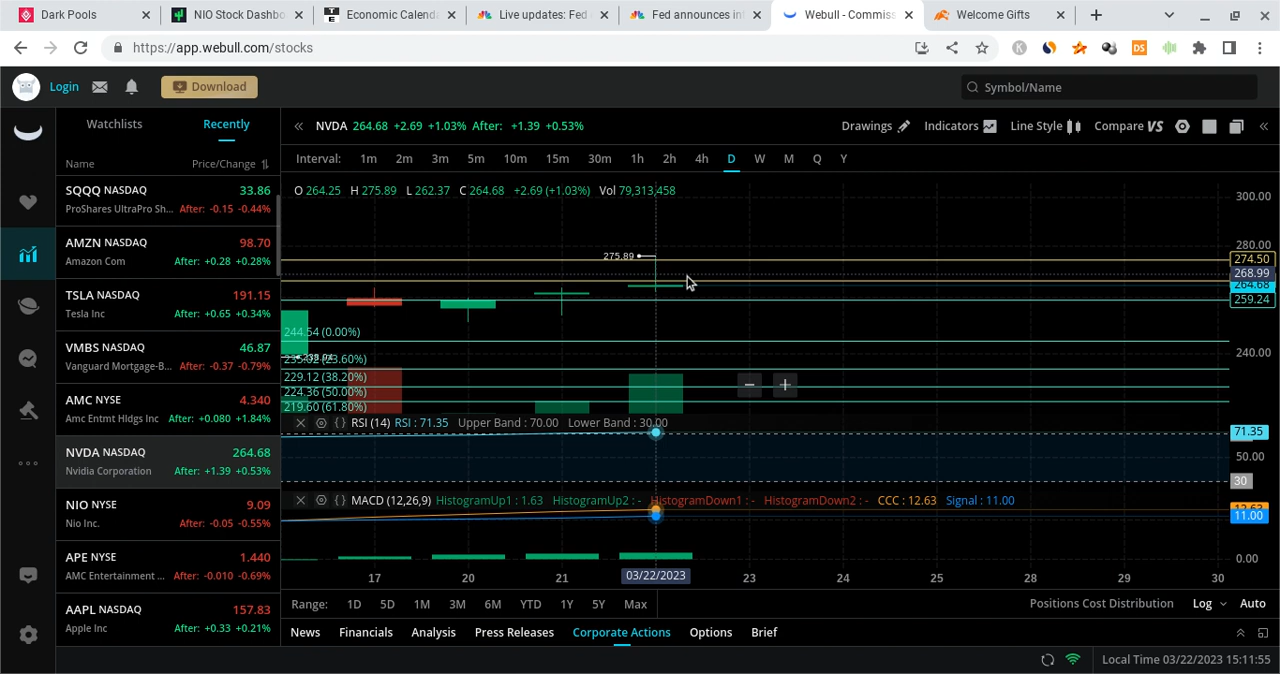 Dark Pools
NIO Stock Dashbo
Economic Calenda
Live updates: Fed
Fed announces int
Webull - Commiss
Welcome Gifts
https://app.webull.com/stocks
Login
Download
Symbol/Name
Watchlists
Recently
Name
Price/Change
SQQQ NASDAQ 33.86
ProShares UltraPro Sh... After: -0.15 -0.44%
AMZN NASDAQ 98.70
Amazon Com After: +0.28 +0.28%
TSLA NASDAQ 191.15
Tesla Inc After: +0.65 +0.34%
VMBS NASDAQ 46.87
Vanguard Mortgage-B... After: -0.37 -0.79%
AMC NYSE 4.340
Amc Entmt Hldgs Inc After: +0.080 +1.84%
NVDA NASDAQ 264.68
Nvidia Corporation After: +1.39 +0.53%
NIO NYSE 9.09
Nio Inc. After: -0.05 -0.55%
APE NYSE 1.440
AMC Entertainment ... After: -0.010 -0.69%
AAPL NASDAQ 157.83
Apple Inc After: +0.33 +0.21%
NVDA 264.68 +2.69 +1.03% After: +1.39 +0.53%
Drawings
Indicators
Line Style
Compare VS
Interval: 1m 2m 3m 5m 10m 15m 30m 1h 2h 4h D W M Q Y
O 264.25 H 275.89 L 262.37 C 264.68 +2.69 (+1.03%) Vol 79,313,458
300.00
280.00
275.89
274.50
268.99
264.68
259.24
244.54 (0.00%)
240.00
229.12 (38.20%)
224.36 (50.00%)
219.60 (61.80%)
RSI (14) RSI : 71.35 Upper Band : 70.00 Lower Band : 30.00
71.35
50.00
30
MACD (12,26,9) HistogramUp1 : 1.63 HistogramUp2 : - HistogramDown1 : - HistogramDown2 : - CCC : 12.63 Signal : 11.00
12.63
11.00
0.00
17 20 21 03/22/2023 23 24 25 28 29 30
Range: 1D 5D 1M 3M 6M YTD 1Y 5Y Max
Positions Cost Distribution Log Auto
News Financials Analysis Press Releases Corporate Actions Options Brief
Local Time 03/22/2023 15:11:55